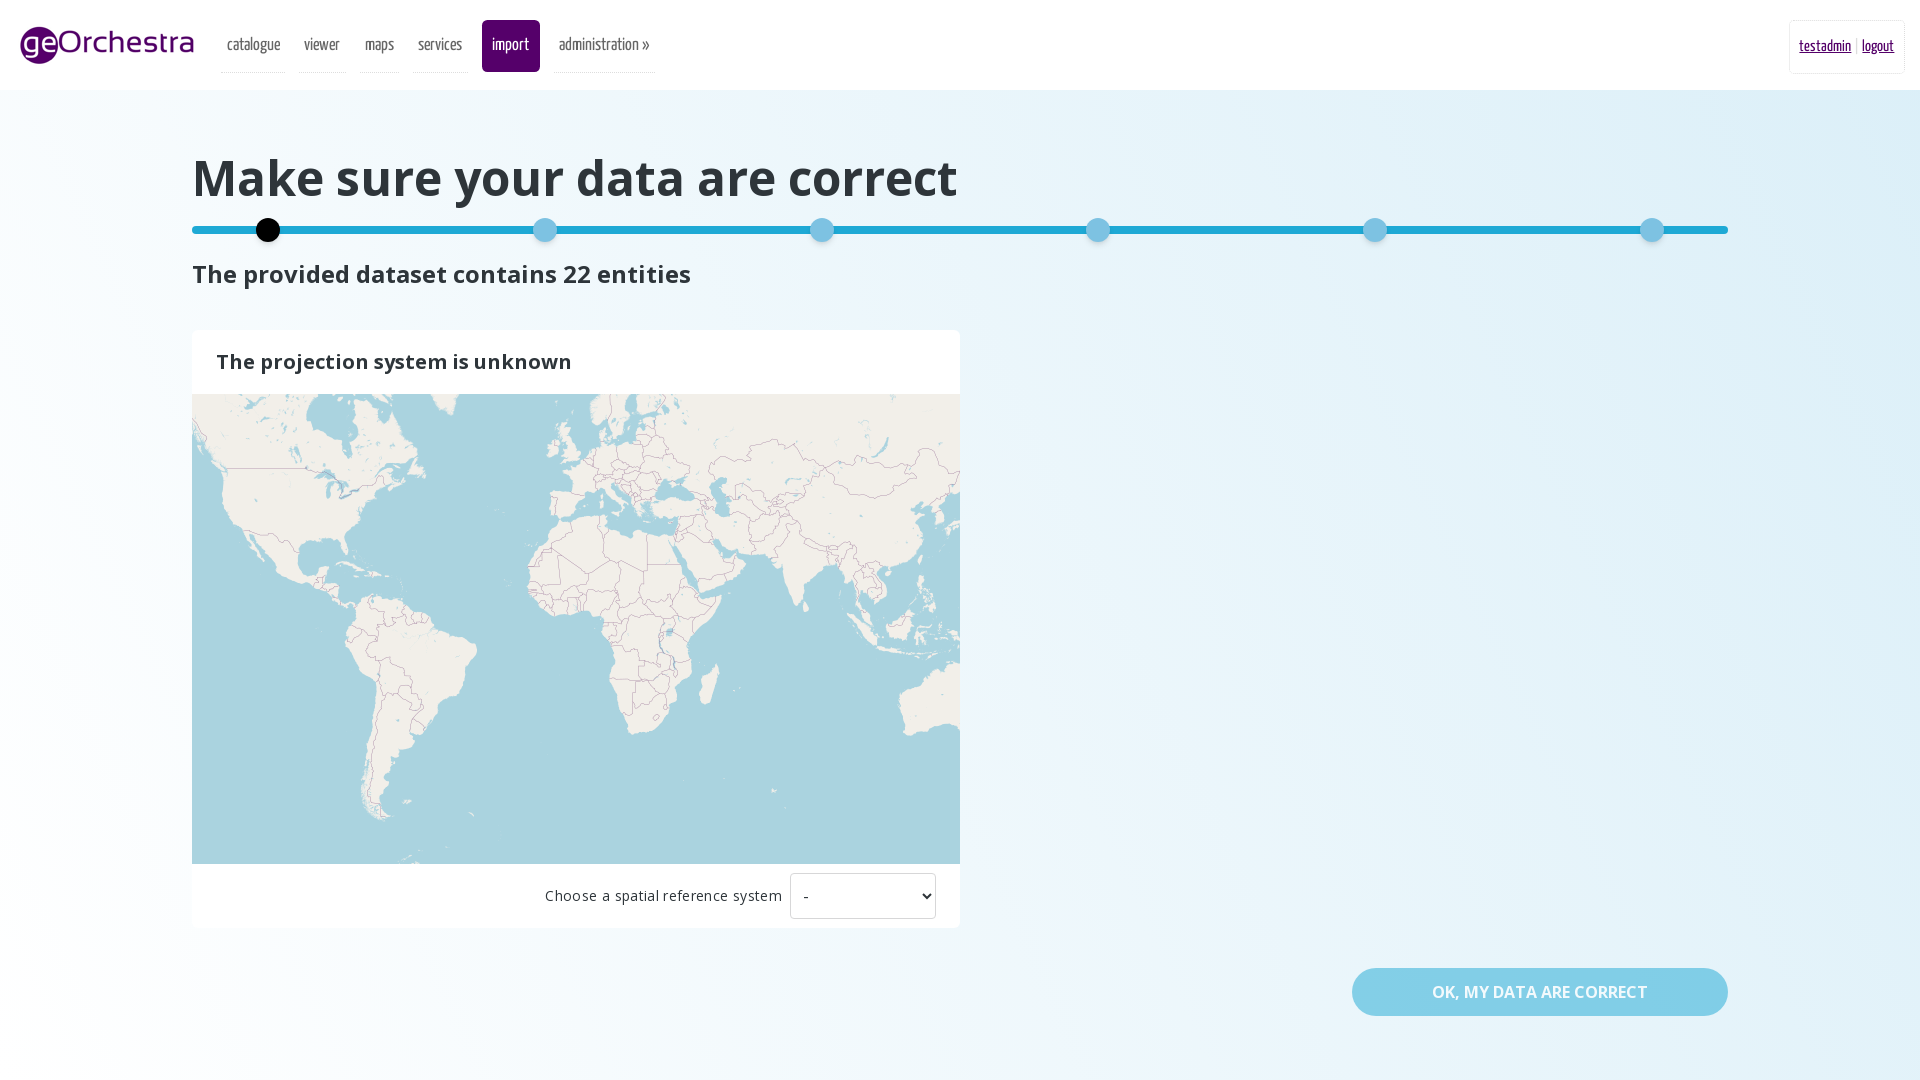 geOrchestra
catalogue
viewer
maps
services
import
administration »
testadmin | logout
Make sure your data are correct
The provided dataset contains 22 entities
The projection system is unknown
Choose a spatial reference system
-
OK, MY DATA ARE CORRECT